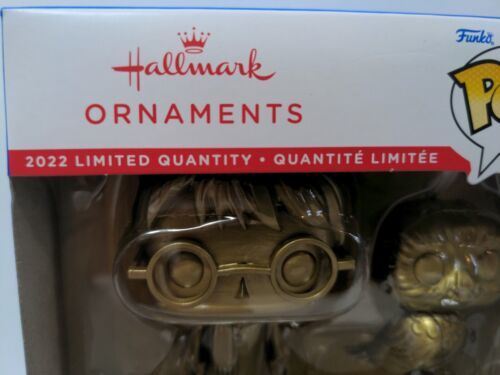 Hallmark
Funko
ORNAMENTS
2022 LIMITED QUANTITY • QUANTITÉ LIMITÉE